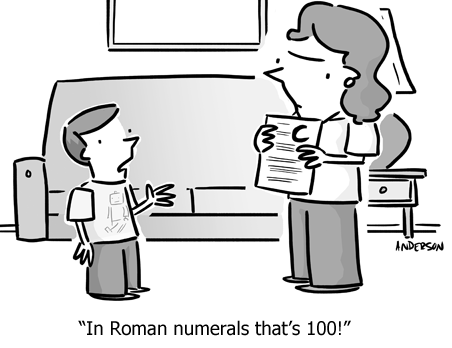 C
ANDERSON
"In Roman numerals that's 100!"